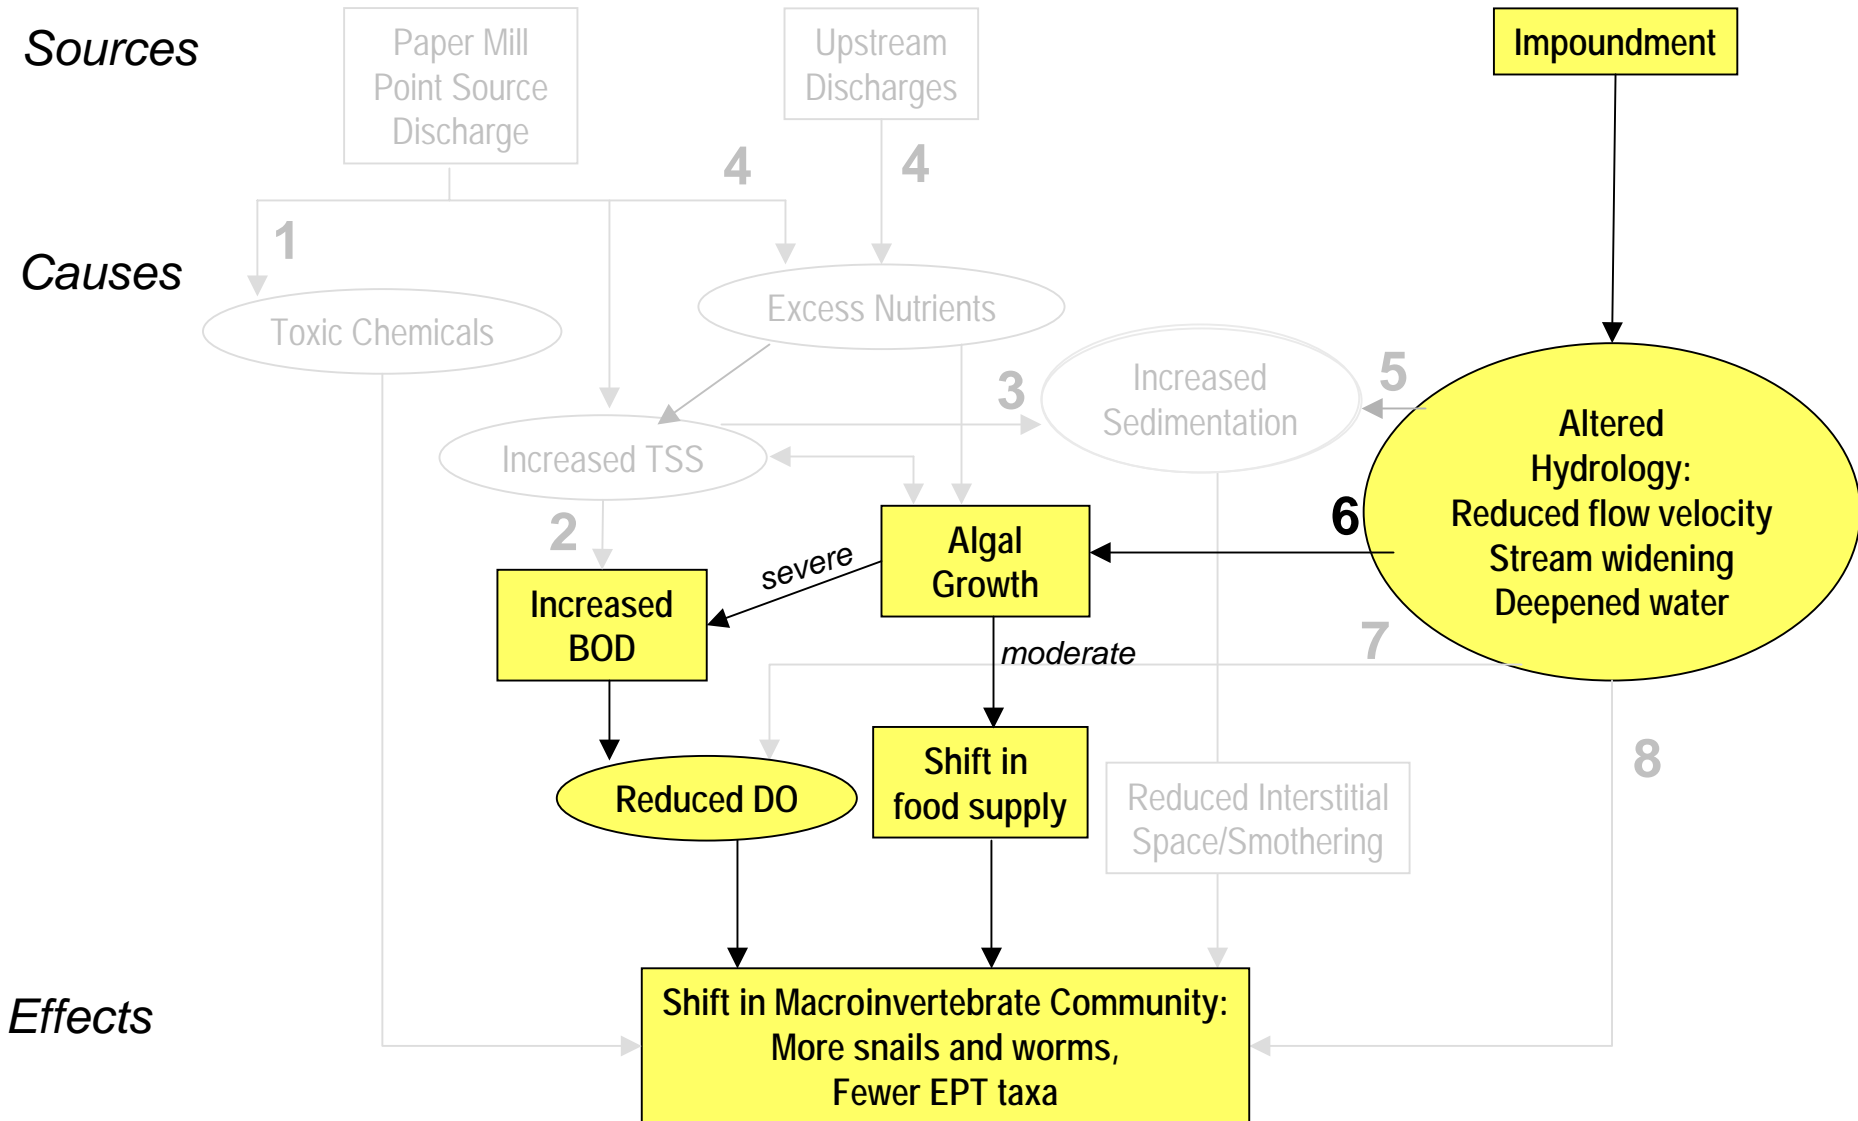 Sources
Paper Mill
Point Source
Discharge
Upstream
Discharges
Impoundment
4
4
1
Causes
Toxic Chemicals
Excess Nutrients
3
Increased
Sedimentation
5
Increased TSS
2
Altered
Hydrology:
Reduced flow velocity
Stream widening
Deepened water
6
Algal
Growth
severe
Increased
BOD
moderate
7
Shift in
food supply
8
Reduced DO
Reduced Interstitial
Space/Smothering
Effects
Shift in Macroinvertebrate Community:
More snails and worms,
Fewer EPT taxa